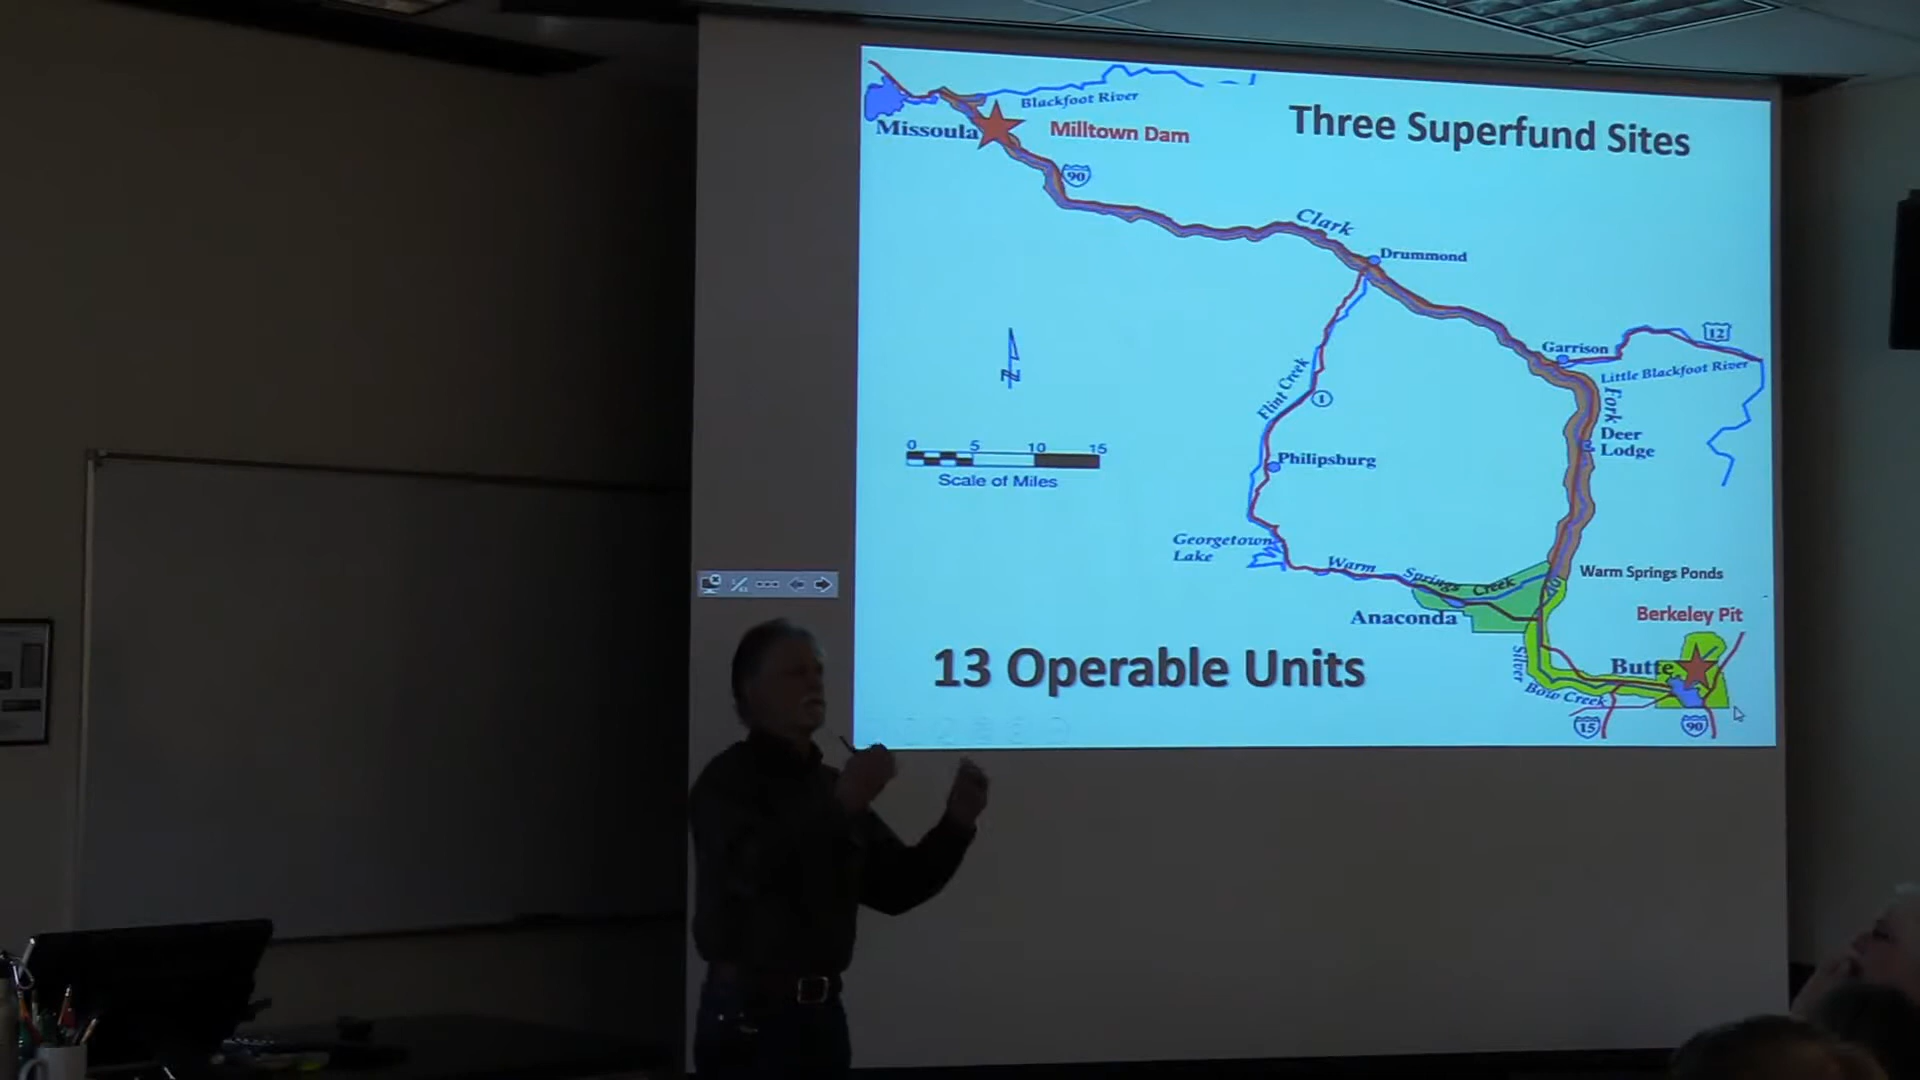 Blackfoot River
Missoula
Milltown Dam
Three Superfund Sites
90
Clark
Drummond
12
Garrison
Little Blackfoot River
Fork
Flint Creek
1
Deer
Lodge
N
0 5 10 15
Scale of Miles
Philipsburg
Georgetown
Lake
Warm Springs Creek
Warm Springs Ponds
Anaconda
Berkeley Pit
13 Operable Units
Silver
Bow Creek
Butte
15
90